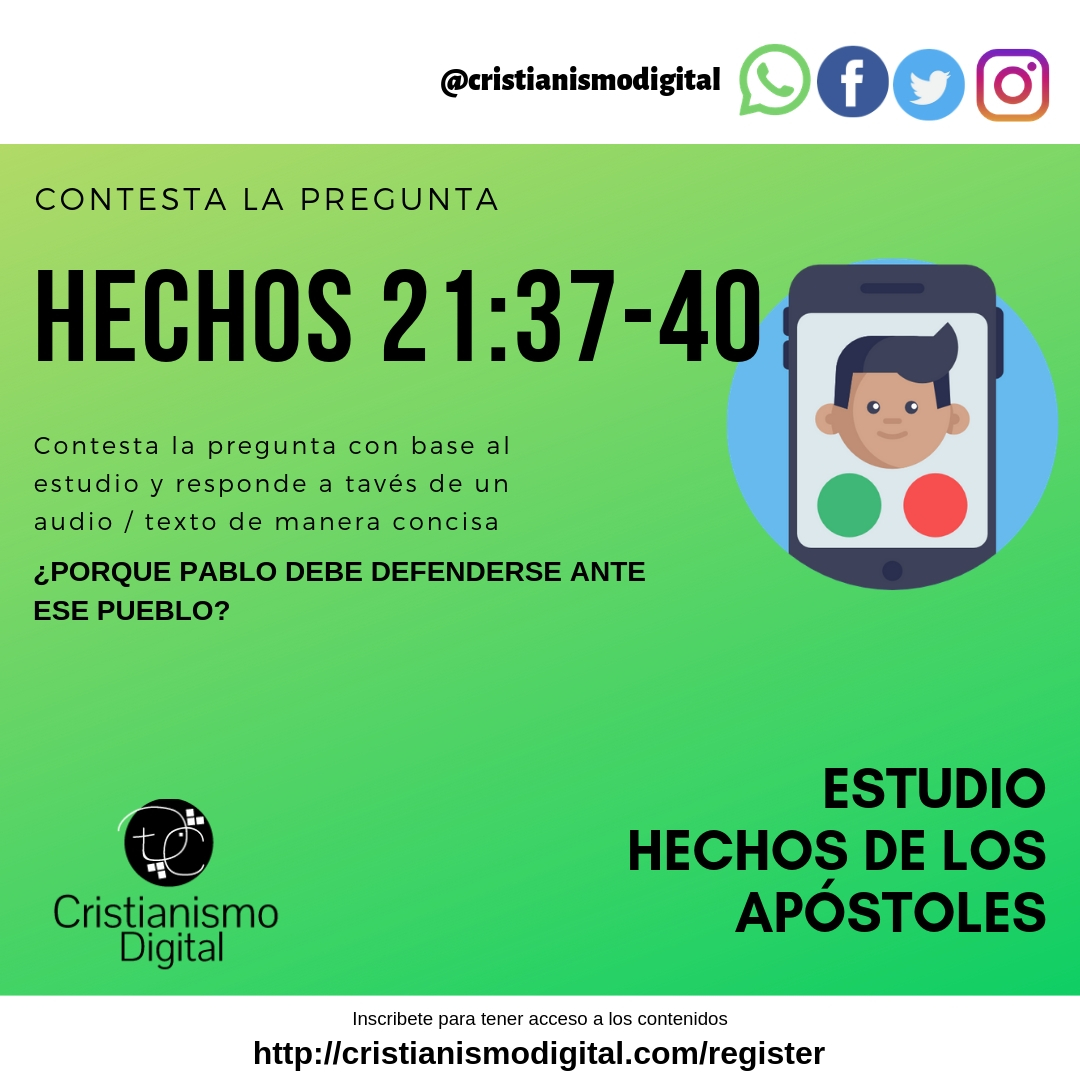 @cristianismodigital
CONTESTA LA PREGUNTA
HECHOS 21:37-40
Contesta la pregunta con base al
estudio y responde a tavés de un
audio / texto de manera concisa
¿PORQUE PABLO DEBE DEFENDERSE ANTE
ESE PUEBLO?
ESTUDIO
HECHOS DE LOS
APÓSTOLES
Cristianismo
Digital
Inscribete para tener acceso a los contenidos
http://cristianismodigital.com/register